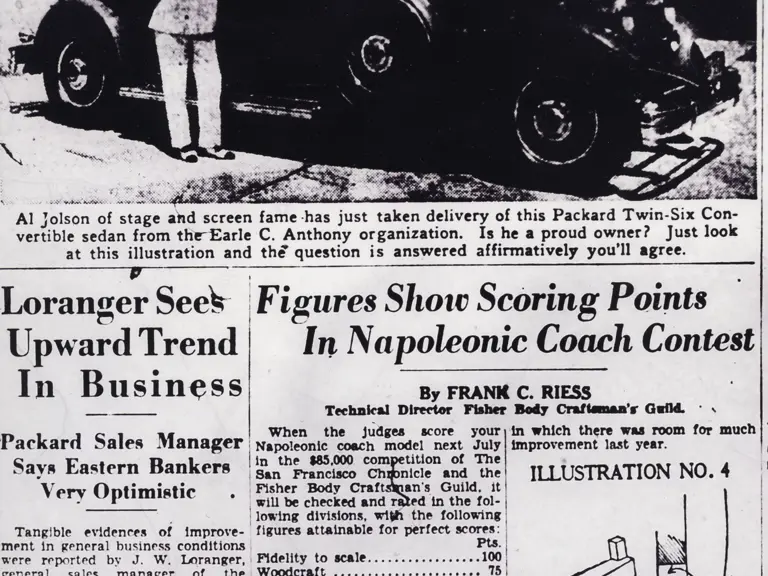 Al Jolson of stage and screen fame has just taken delivery of this Packard Twin-Six Con-
vertible sedan from the Earle C. Anthony organization. Is he a proud owner? Just look
at this illustration and the question is answered affirmatively you'll agree.
Loranger Sees
Upward Trend
In Business
Packard Sales Manager
Says Eastern Bankers
Very Optimistic
Tangible evidences of improve-
ment in general business conditions
were reported by J. W. Loranger,
general sales manager of the
Figures Show Scoring Points
In Napoleonic Coach Contest
By FRANK C. RIESS
Technical Director Fisher Body Craftsman's Guild.
When the judges score your
Napoleonic coach model next July
in the $85,000 competition of The
San Francisco Chronicle and the
Fisher Body Craftsman's Guild, it
will be checked and rated in the fol-
lowing divisions, with the following
figures attainable for perfect scores:
Pts.
Fidelity to scale..................100
Woodcraft ....................... 75
in which there was room for much
improvement last year.
ILLUSTRATION NO. 4